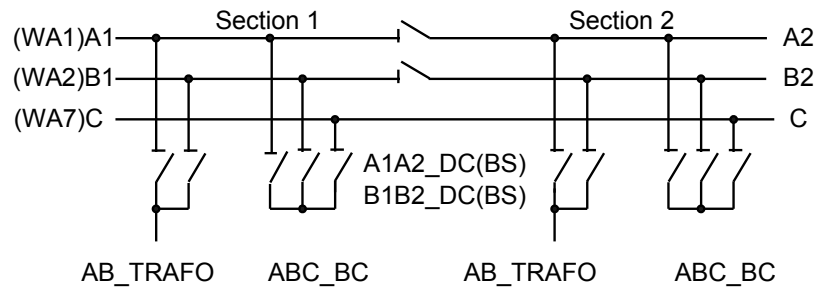 Section 1 Section 2
(WA1)A1 A2
(WA2)B1 B2
(WA7)C C
A1A2_DC(BS)
B1B2_DC(BS)
AB_TRAFO ABC_BC AB_TRAFO ABC_BC